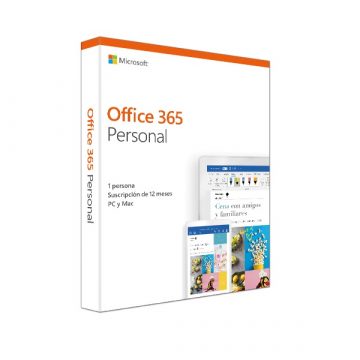 Microsoft
Office 365
Personal
1 persona
Suscripción de 12 meses
PC y Mac
Office 365 Personal
Cena con amigos
y familiares